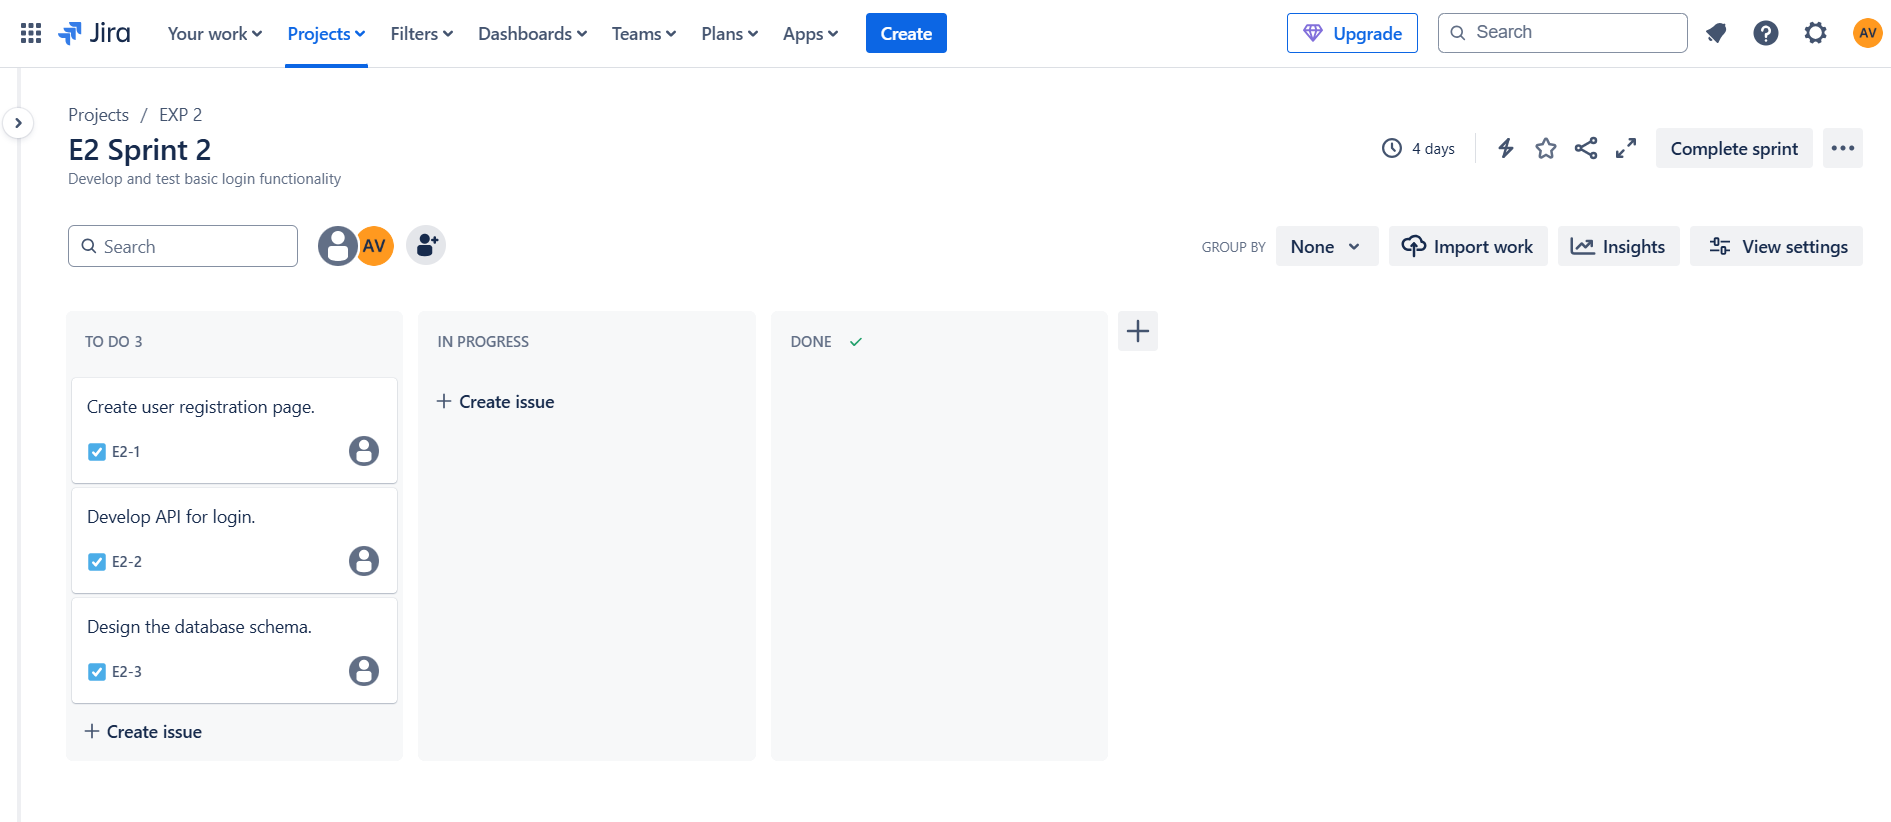 Jira Your work Projects Filters Dashboards Teams Plans Apps Create Upgrade Search AV
Projects / EXP 2
E2 Sprint 2
4 days Complete sprint
Develop and test basic login functionality
Search AV GROUP BY None Import work Insights View settings
TO DO 3 IN PROGRESS DONE
Create user registration page.
E2-1
Create issue
Develop API for login.
E2-2
Design the database schema.
E2-3
Create issue